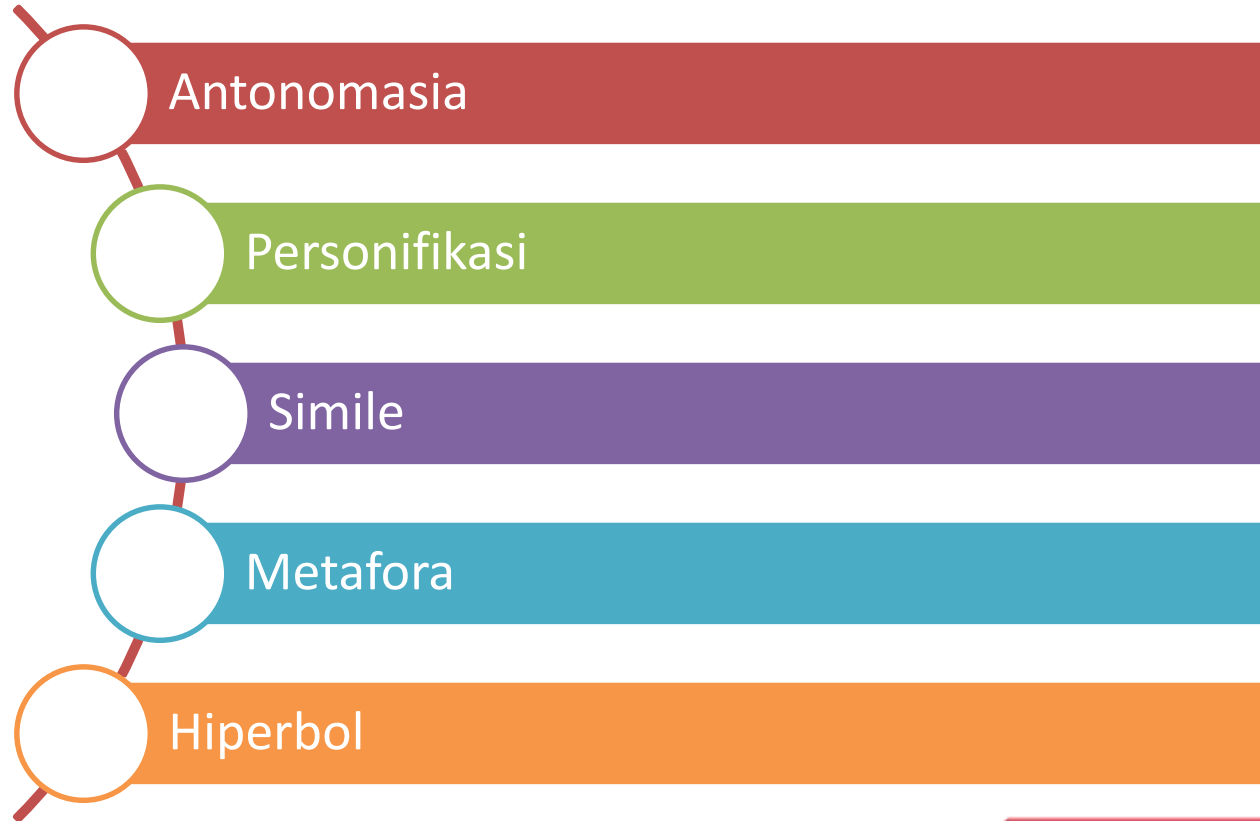 Antonomasia
Personifikasi
Simile
Metafora
Hiperbol